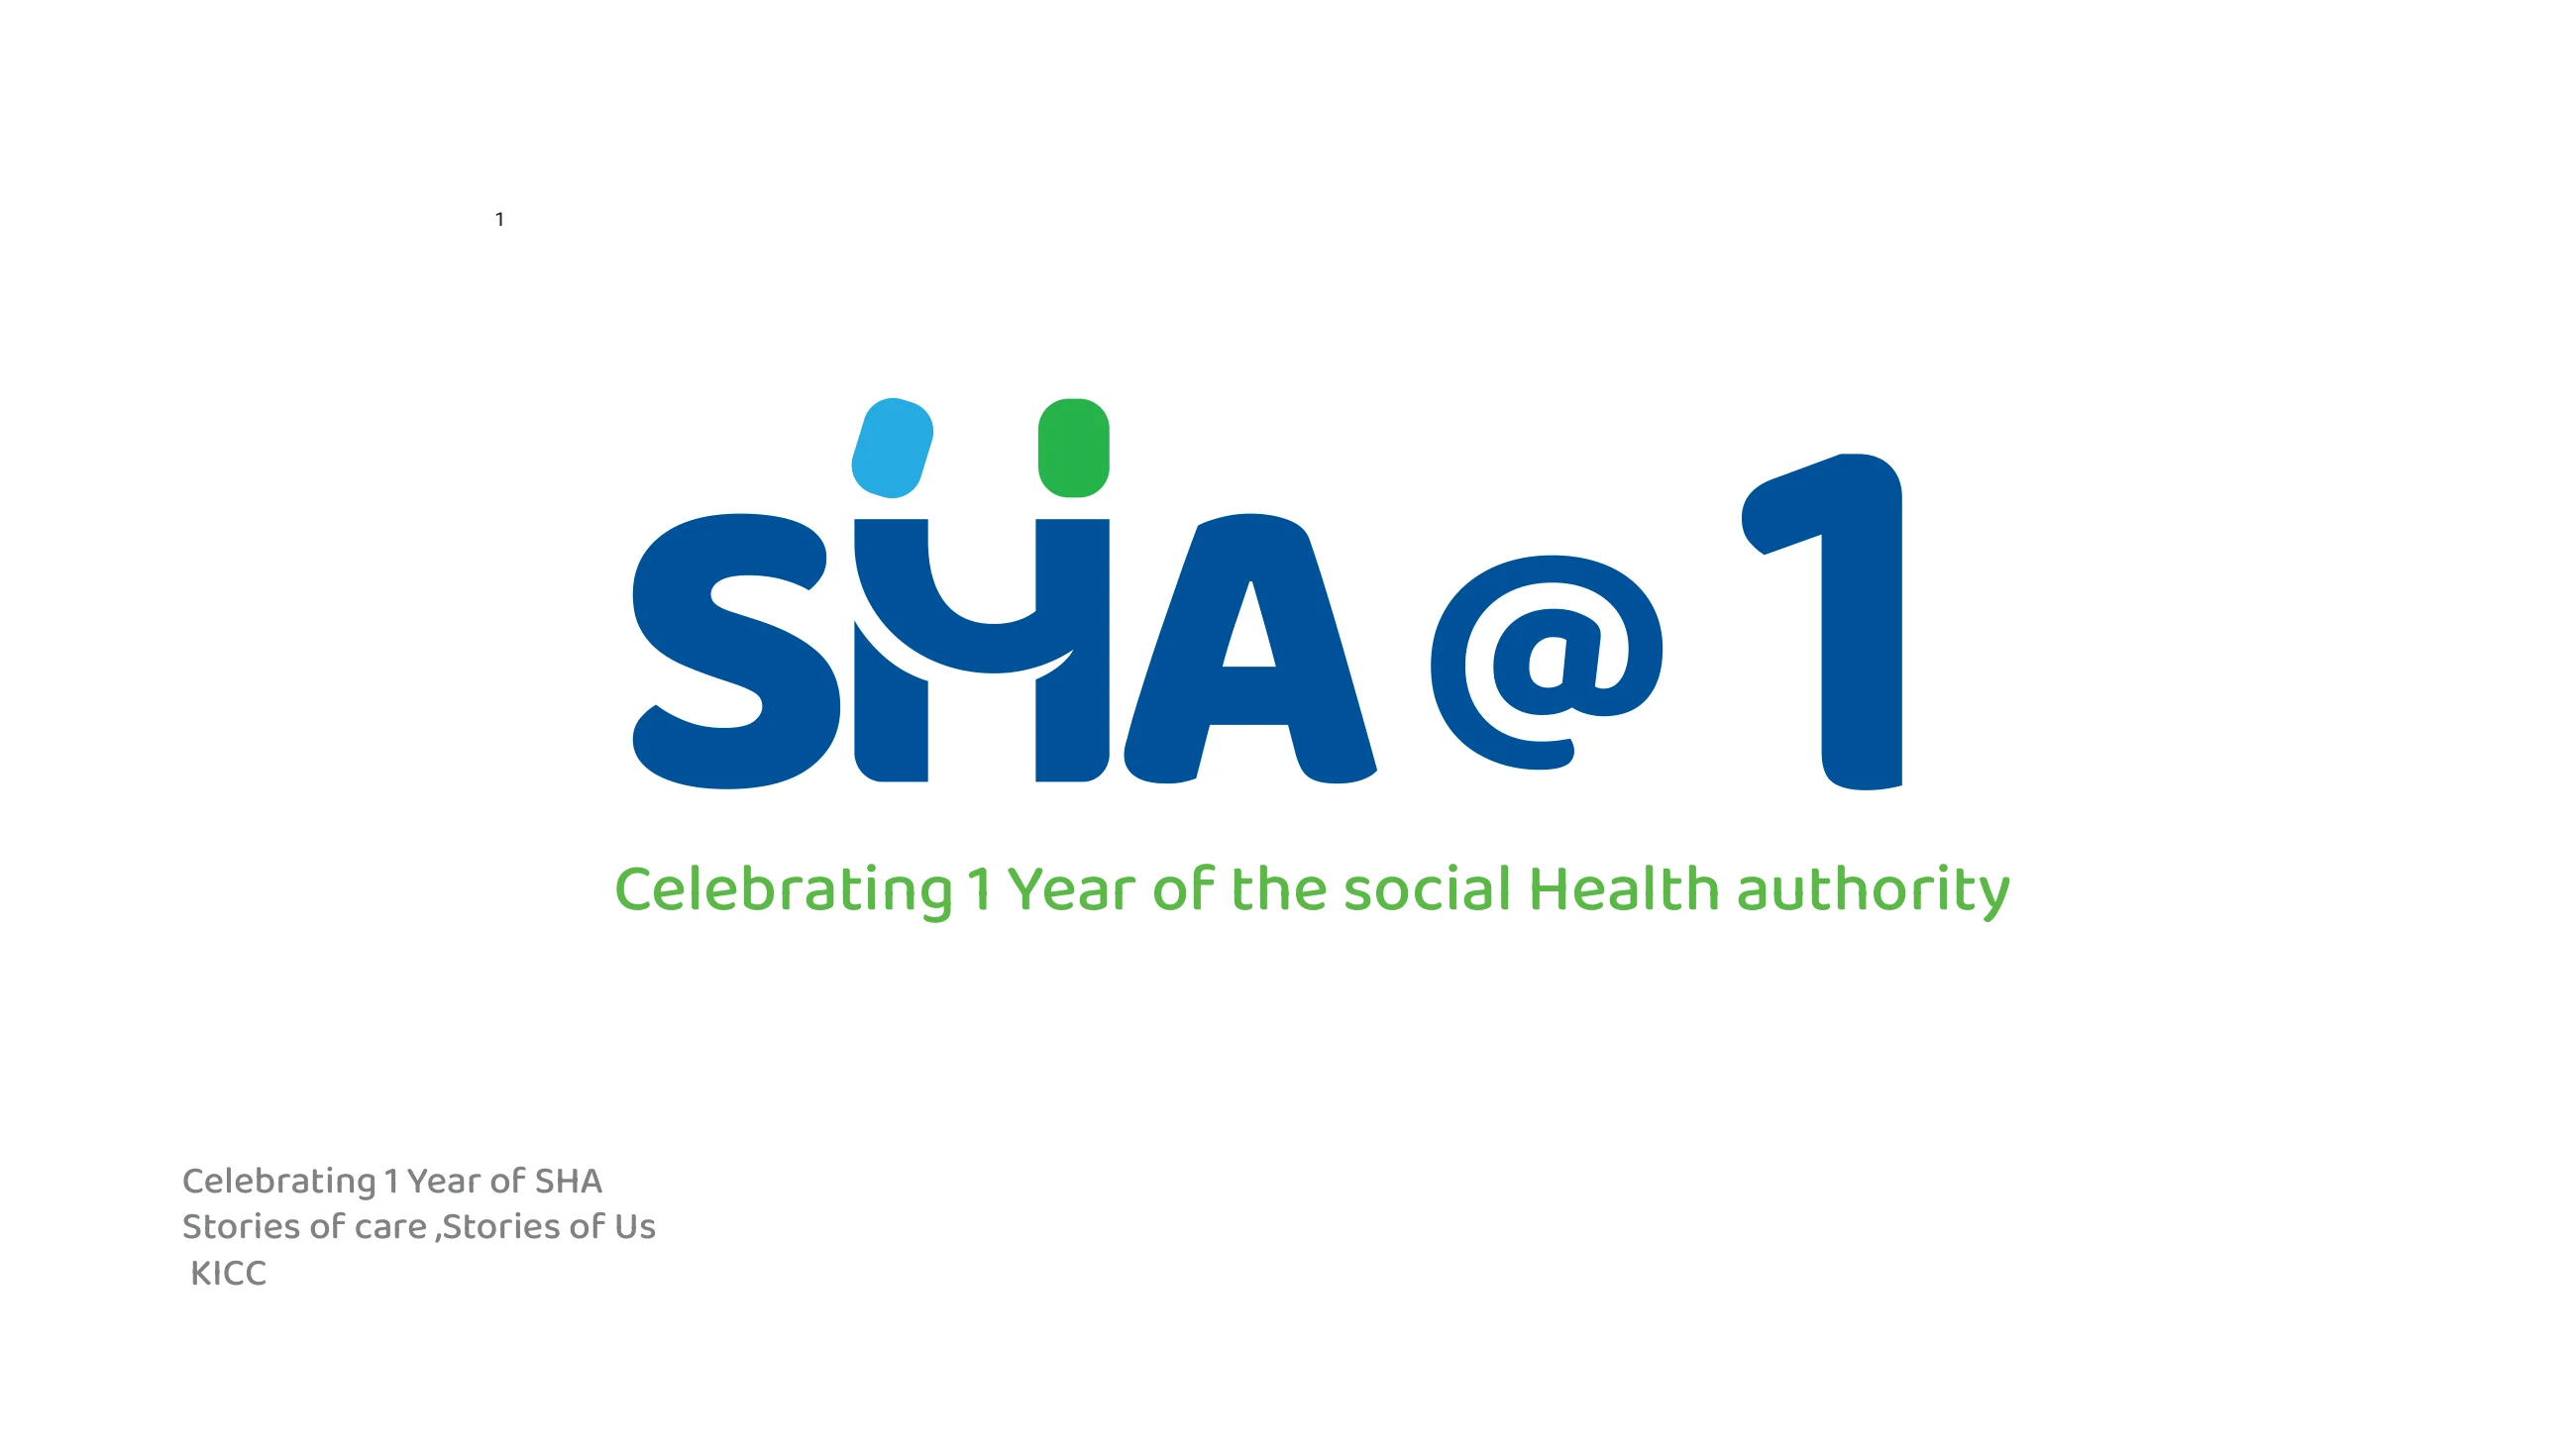 1
SHA @ 1
Celebrating 1 Year of the social Health authority
Celebrating 1 Year of SHA
Stories of care ,Stories of Us
KICC